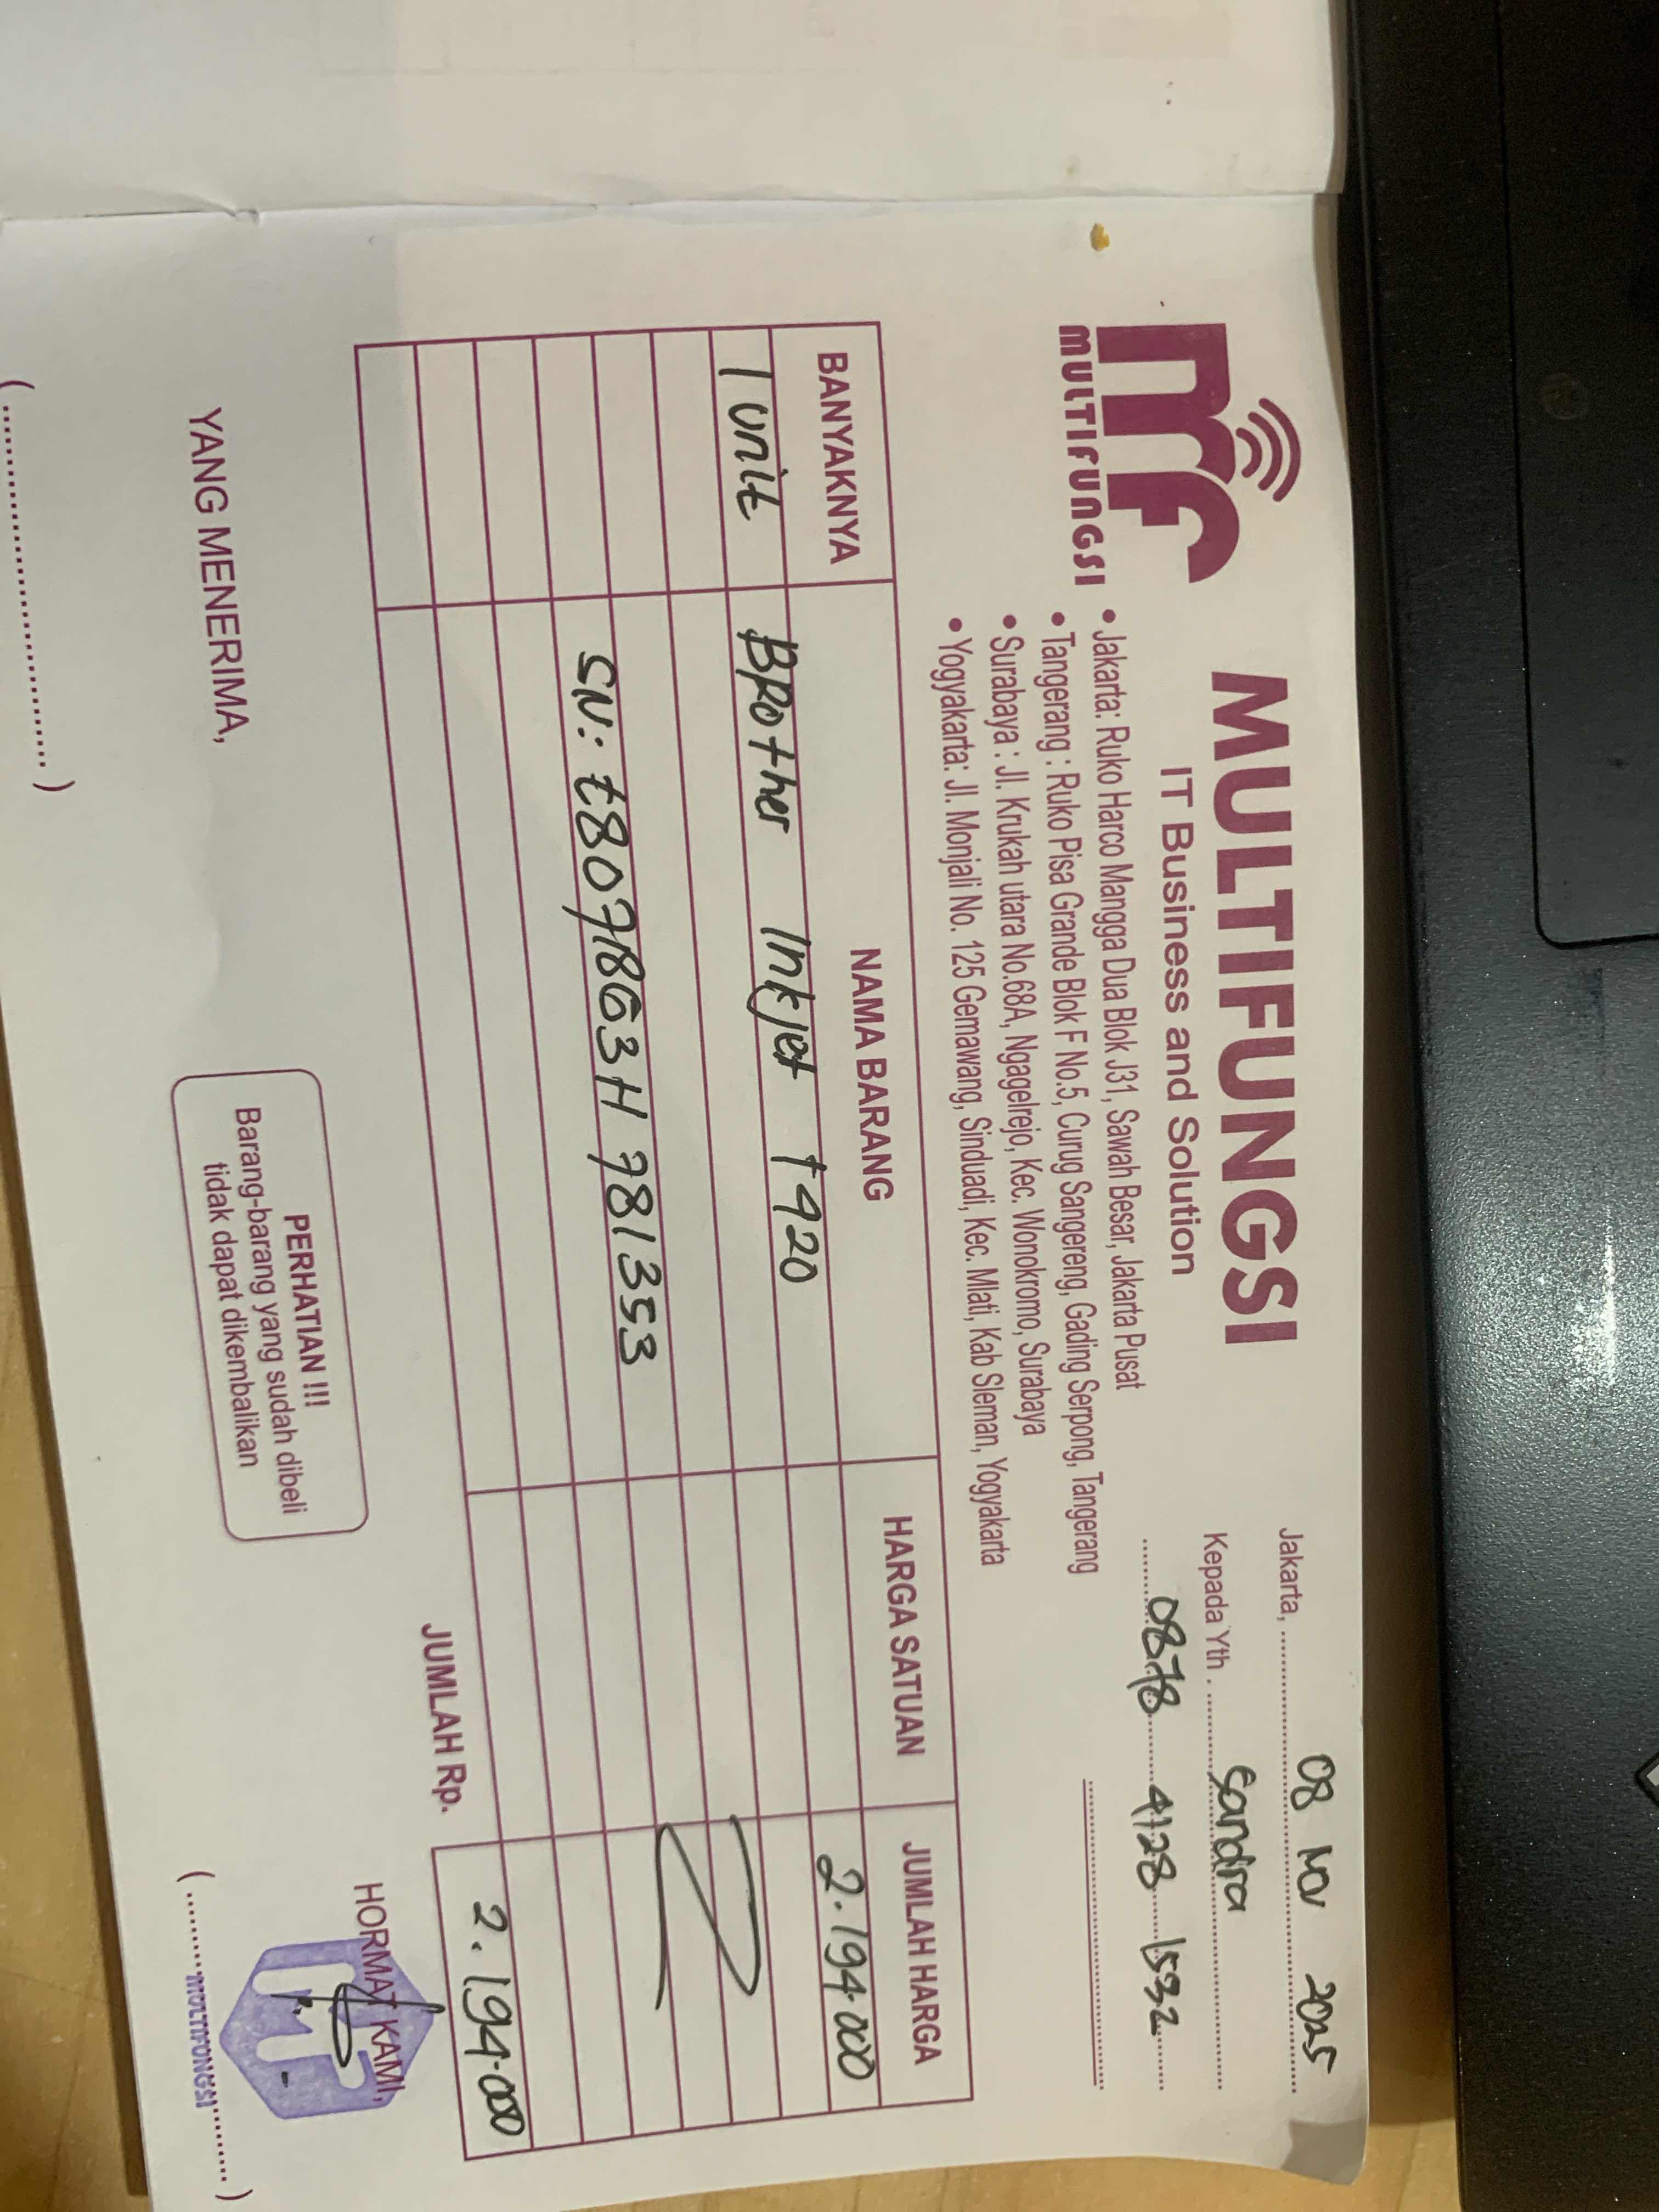 MULTIFUNGSI
MULTIFUNGSI
IT Business and Solution
• Jakarta: Ruko Harco Mangga Dua Blok J31, Sawah Besar, Jakarta Pusat
• Tangerang : Ruko Pisa Grande Blok F No.5, Curug Sangereng, Gading Serpong, Tangerang
• Surabaya : Jl. Krukah utara No.68A, Ngagelrejo, Kec. Wonokromo, Surabaya
• Yogyakarta: Jl. Monjali No. 125 Gemawang, Sinduadi, Kec. Mlati, Kab Sleman, Yogyakarta
Jakarta, 08 2025
Kepada Yth. Sandra
0878 4128 1532
BANYAKNYA NAMA BARANG HARGA SATUAN JUMLAH HARGA
1 unit Brother Inkjet t420 2.194.000
SN: t80718G3H781353
JUMLAH Rp. 2.194.000
YANG MENERIMA,
(....................)
PERHATIAN !!!
Barang-barang yang sudah dibeli
tidak dapat dikembalikan
HORMAT KAMI,
MULTIFUNGSI